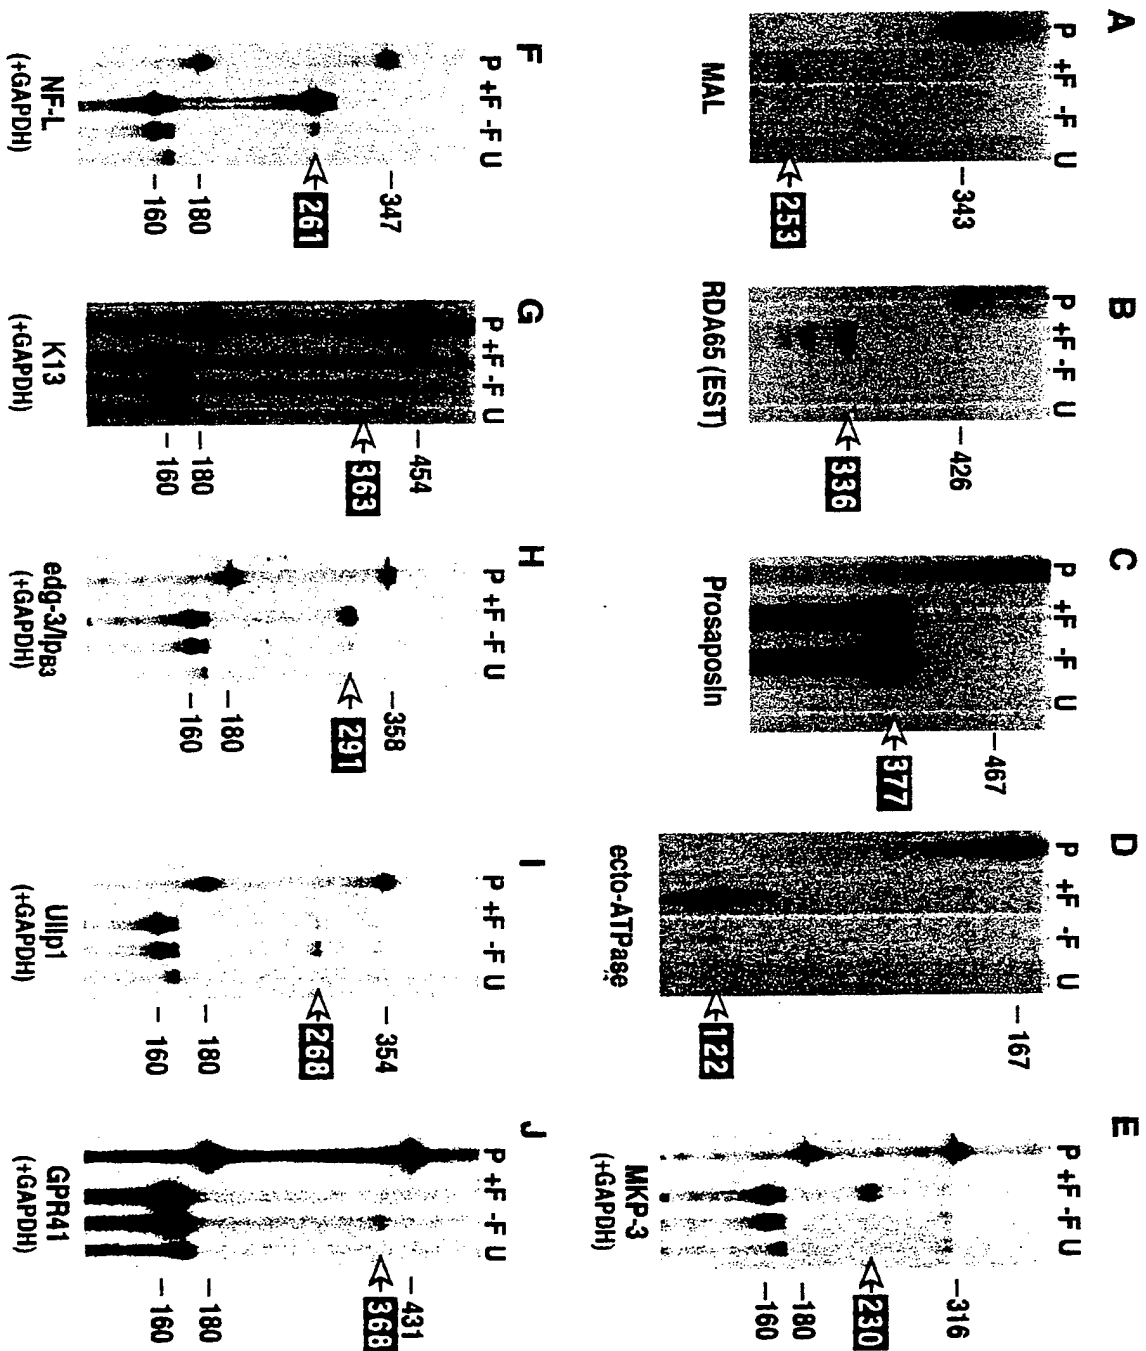 A
P +F -F U
343
253
MAL
B
P +F -F U
426
336
RDA65 (EST)
C
P +F -F U
467
377
Prosaposin
D
P +F -F U
167
122
ecto-ATPase
E
P +F -F U
316
230
180
160
MKP-3
(+GAPDH)
F
P +F -F U
347
261
180
160
NF-L
(+GAPDH)
G
P +F -F U
454
363
180
160
K13
(+GAPDH)
H
P +F -F U
358
291
180
160
edg-3/lpB3
(+GAPDH)
I
P +F -F U
354
268
180
160
Ulip1
(+GAPDH)
J
P +F -F U
431
368
180
160
GPR41
(+GAPDH)